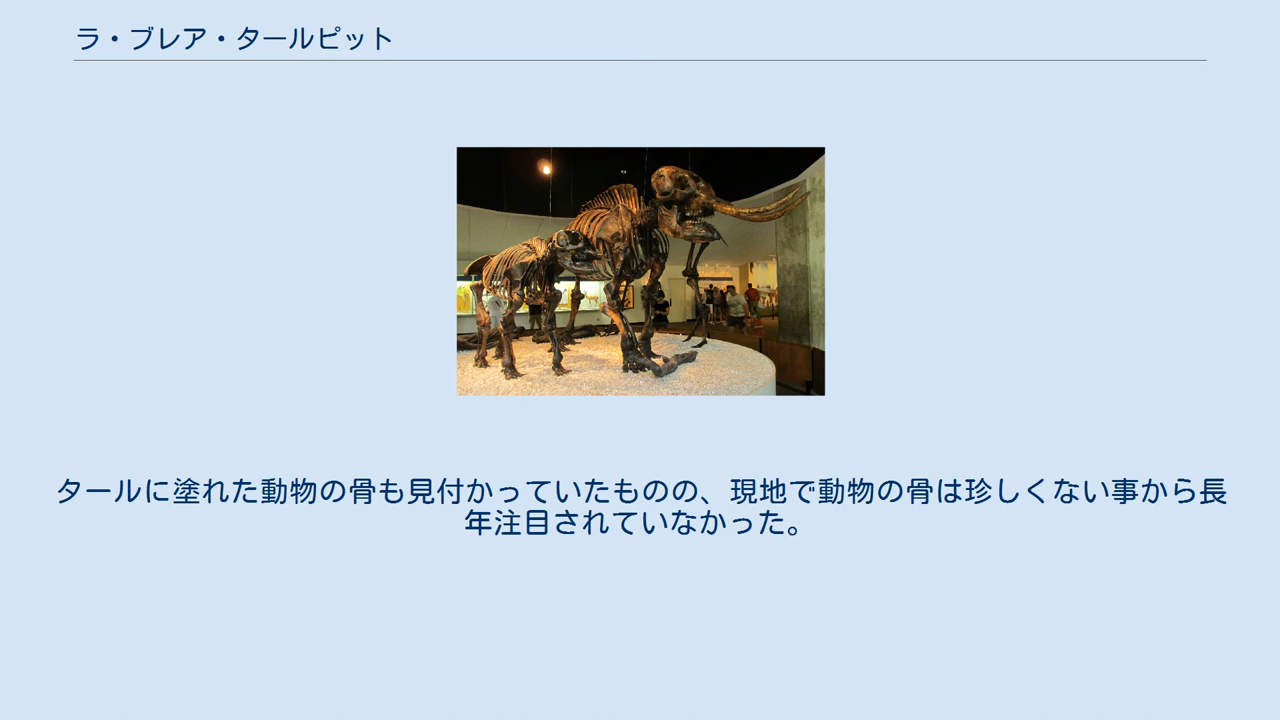 ラ・ブレア・タールピット
タールに塗れた動物の骨も見付かっていたものの、現地で動物の骨は珍しくない事から長
年注目されていなかった。